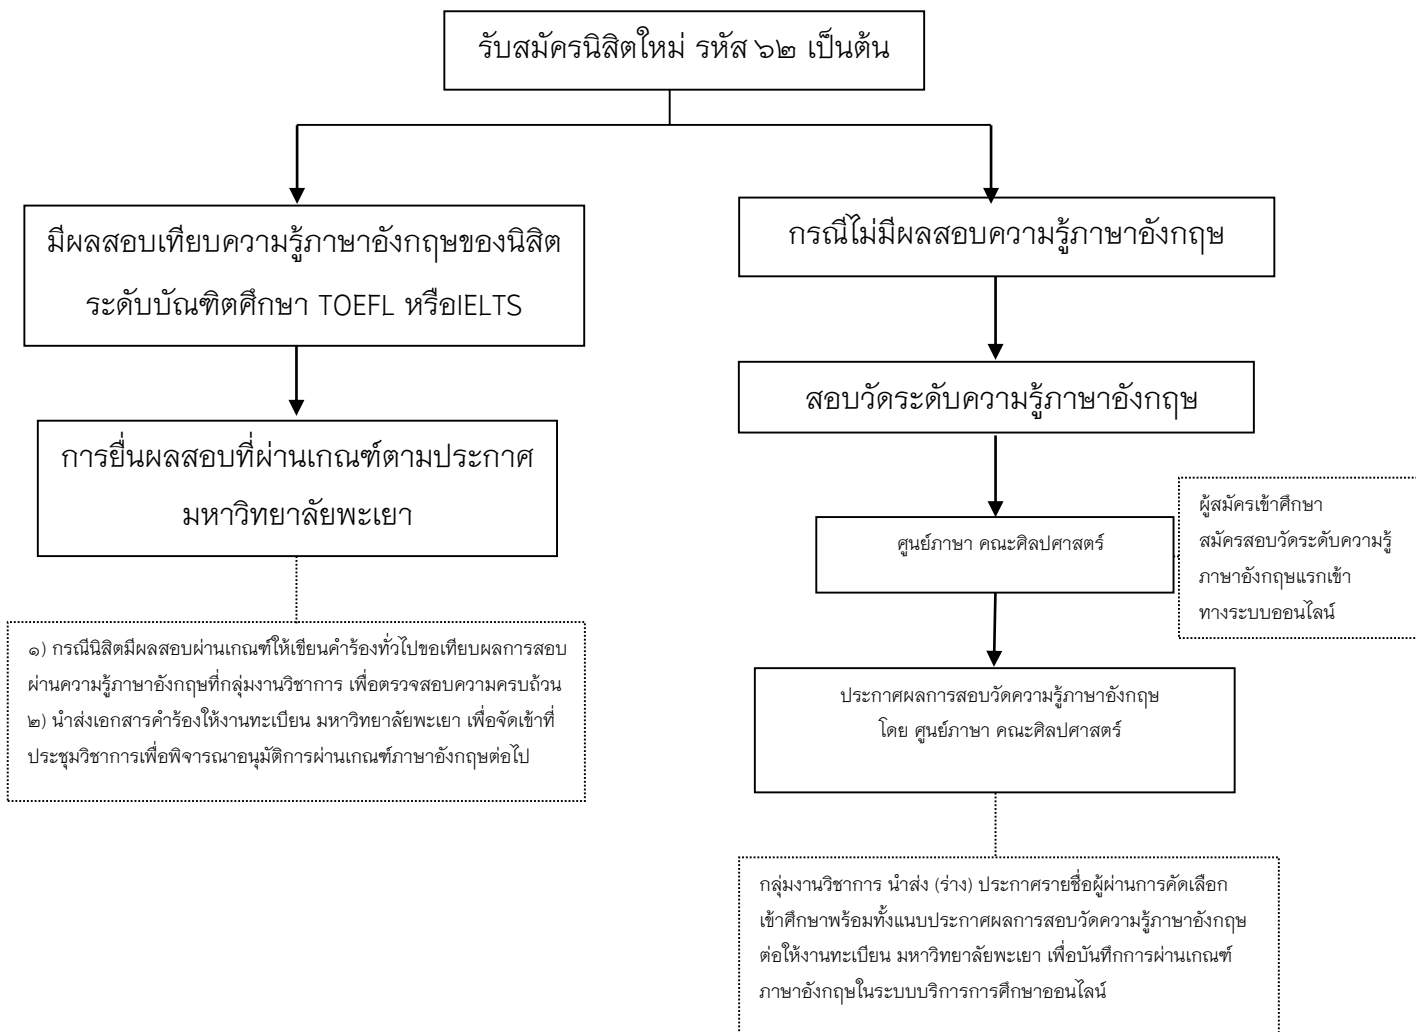 รับสมัครนิสิตใหม่ รหัส ๖๒ เป็นต้น
มีผลสอบเทียบความรู้ภาษาอังกฤษของนิสิต
ระดับบัณฑิตศึกษา TOEFL หรือIELTS
การยื่นผลสอบที่ผ่านเกณฑ์ตามประกาศ
มหาวิทยาลัยพะเยา
๑) กรณีนิสิตมีผลสอบผ่านเกณฑ์ให้เขียนคำร้องทั่วไปขอเทียบผลการสอบ
ผ่านความรู้ภาษาอังกฤษที่กลุ่มงานวิชาการ เพื่อตรวจสอบความครบถ้วน
๒) นำส่งเอกสารคำร้องให้งานทะเบียน มหาวิทยาลัยพะเยา เพื่อจัดเข้าที่
ประชุมวิชาการเพื่อพิจารณาอนุมัติการผ่านเกณฑ์ภาษาอังกฤษต่อไป
กรณีไม่มีผลสอบความรู้ภาษาอังกฤษ
สอบวัดระดับความรู้ภาษาอังกฤษ
ศูนย์ภาษา คณะศิลปศาสตร์
ผู้สมัครเข้าศึกษา
สมัครสอบวัดระดับความรู้
ภาษาอังกฤษแรกเข้า
ทางระบบออนไลน์
ประกาศผลการสอบวัดความรู้ภาษาอังกฤษ
โดย ศูนย์ภาษา คณะศิลปศาสตร์
กลุ่มงานวิชาการ นำส่ง (ร่าง) ประกาศรายชื่อผู้ผ่านการคัดเลือก
เข้าศึกษาพร้อมทั้งแนบประกาศผลการสอบวัดความรู้ภาษาอังกฤษ
ต่อให้งานทะเบียน มหาวิทยาลัยพะเยา เพื่อบันทึกการผ่านเกณฑ์
ภาษาอังกฤษในระบบบริการการศึกษาออนไลน์